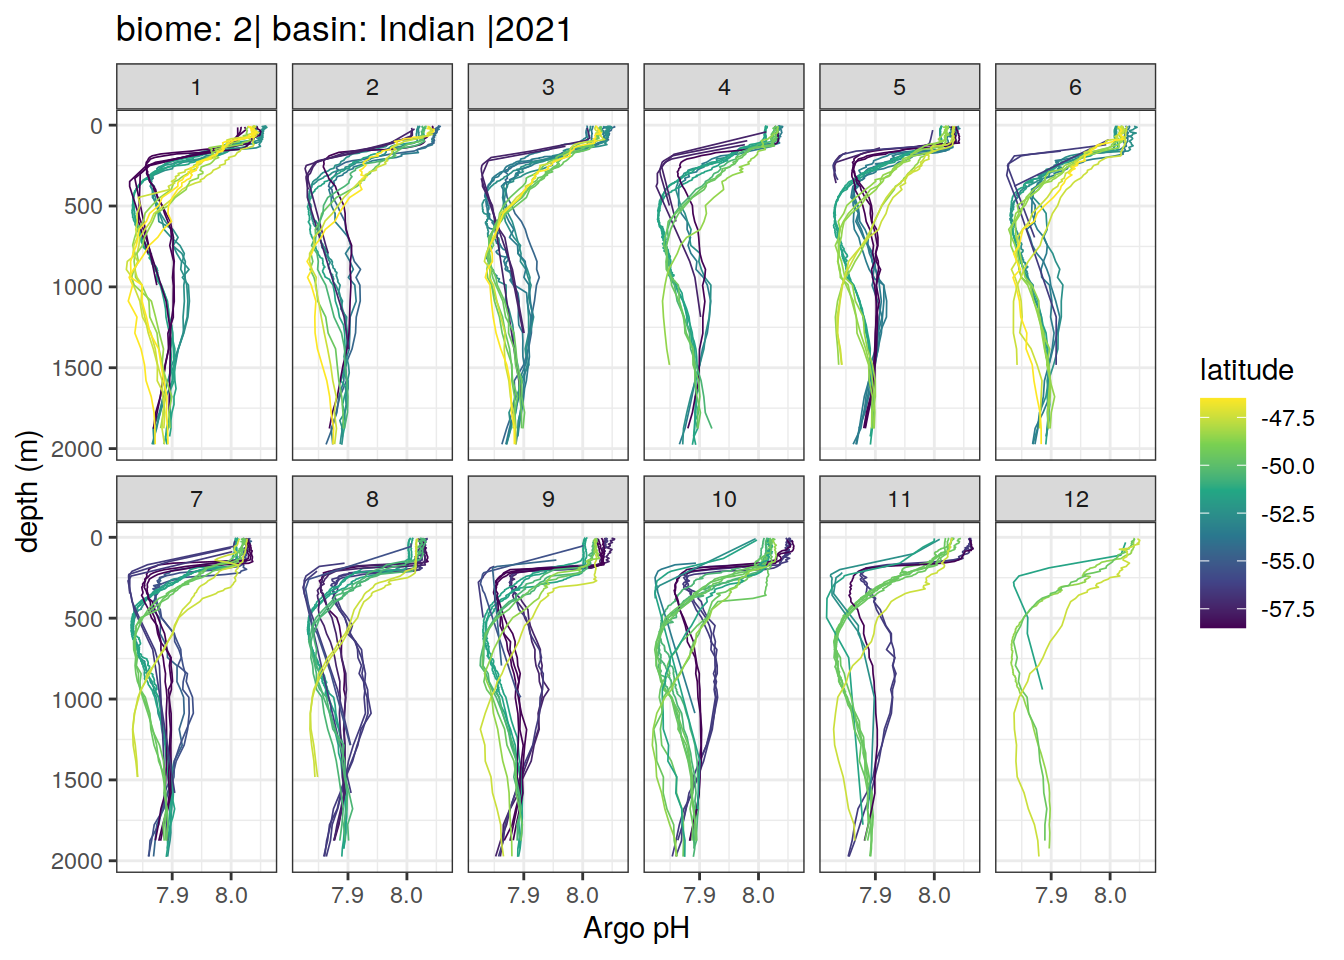 biome: 2| basin: Indian |2021
1 2 3 4 5 6
0
500
1000
1500
2000
7 8 9 10 11 12
0
500
1000
1500
2000
7.9 8.0 7.9 8.0 7.9 8.0 7.9 8.0 7.9 8.0 7.9 8.0
Argo pH
depth (m)
latitude
-47.5
-50.0
-52.5
-55.0
-57.5